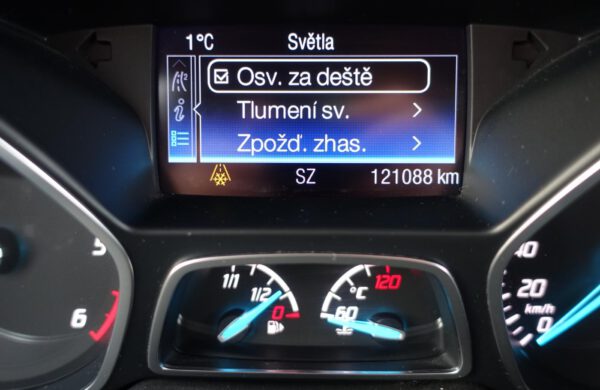 1°C Světla
Osv. za deště
Tlumení sv. >
Zpožď. zhas. >
SZ 121088 km
5
6
1/1
1/2
0
°C
120
60
40
20
km/h
0